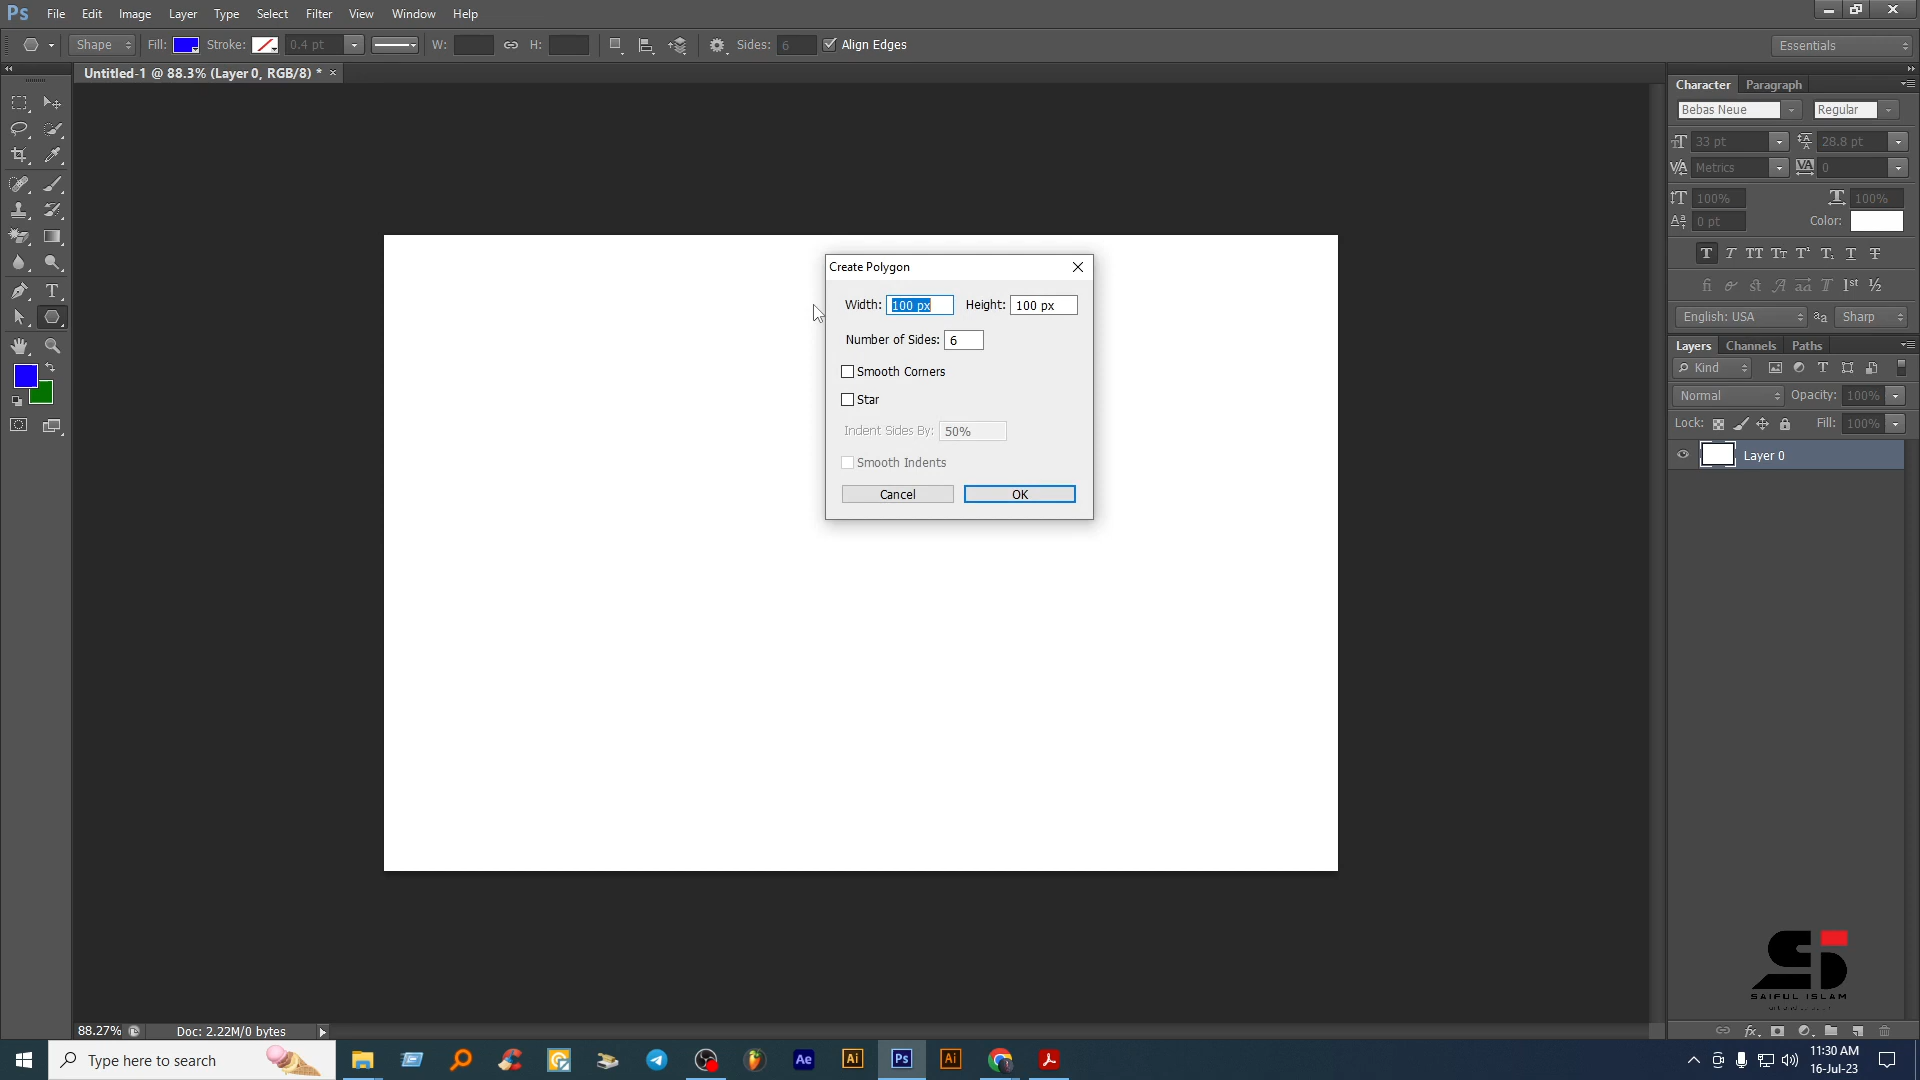 Ps File Edit Image Layer Type Select Filter View Window Help
Shape Fill: Stroke: 0.4 pt W: H: Sides: 6 Align Edges Essentials
Untitled-1 @ 88.3% (Layer 0, RGB/8) * ×
Character Paragraph
Bebas Neue Regular
33 pt 28.8 pt
Metrics 0
100% 100%
0 pt Color:
English: USA Sharp
Layers Channels Paths
Kind
Normal Opacity: 100%
Lock: Fill: 100%
Layer 0
Create Polygon
Width: 100 px Height: 100 px
Number of Sides: 6
Smooth Corners
Star
Indent Sides By: 50%
Smooth Indents
Cancel OK
SAIFUL ISLAM
88.27% Doc: 2.22M/0 bytes
Type here to search
Ae Ai Ps Ai
11:30 AM
16-Jul-23